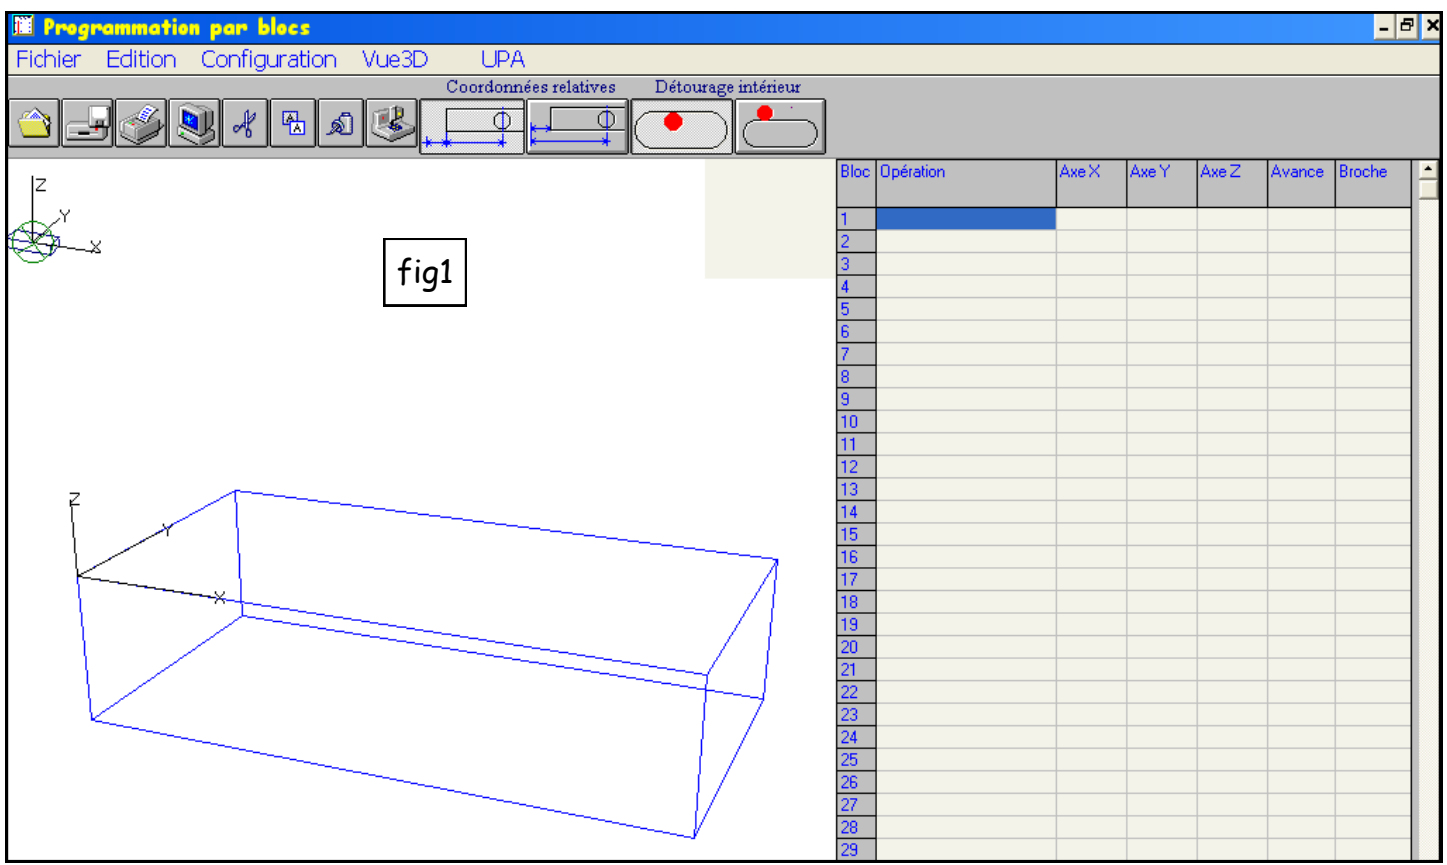 Programmation par blocs
Fichier Edition Configuration Vue3D UPA
Coordonnées relatives Détourage intérieur
Bloc Opération Axe X Axe Y Axe Z Avance Broche
Z
Y
X
fig1
Z
Y
X
1
2
3
4
5
6
7
8
9
10
11
12
13
14
15
16
17
18
19
20
21
22
23
24
25
26
27
28
29